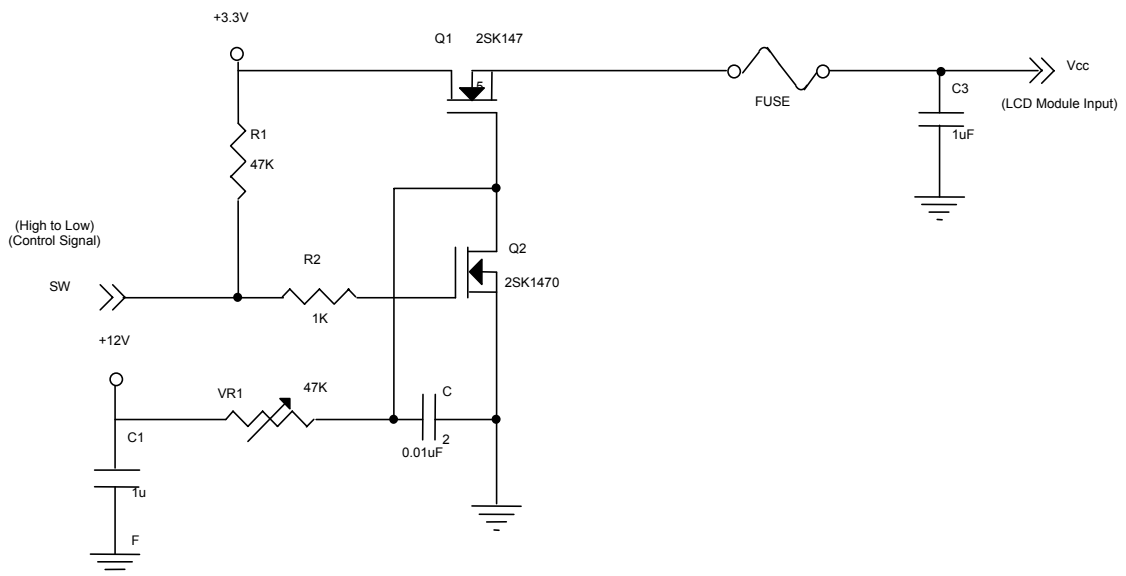 +3.3V
Q1 2SK147
5
Vcc
C3
FUSE
(LCD Module Input)
1uF
R1
47K
(High to Low)
(Control Signal)
Q2
R2
SW
2SK1470
1K
+12V
VR1
47K
C
C1
2
0.01uF
1u
F